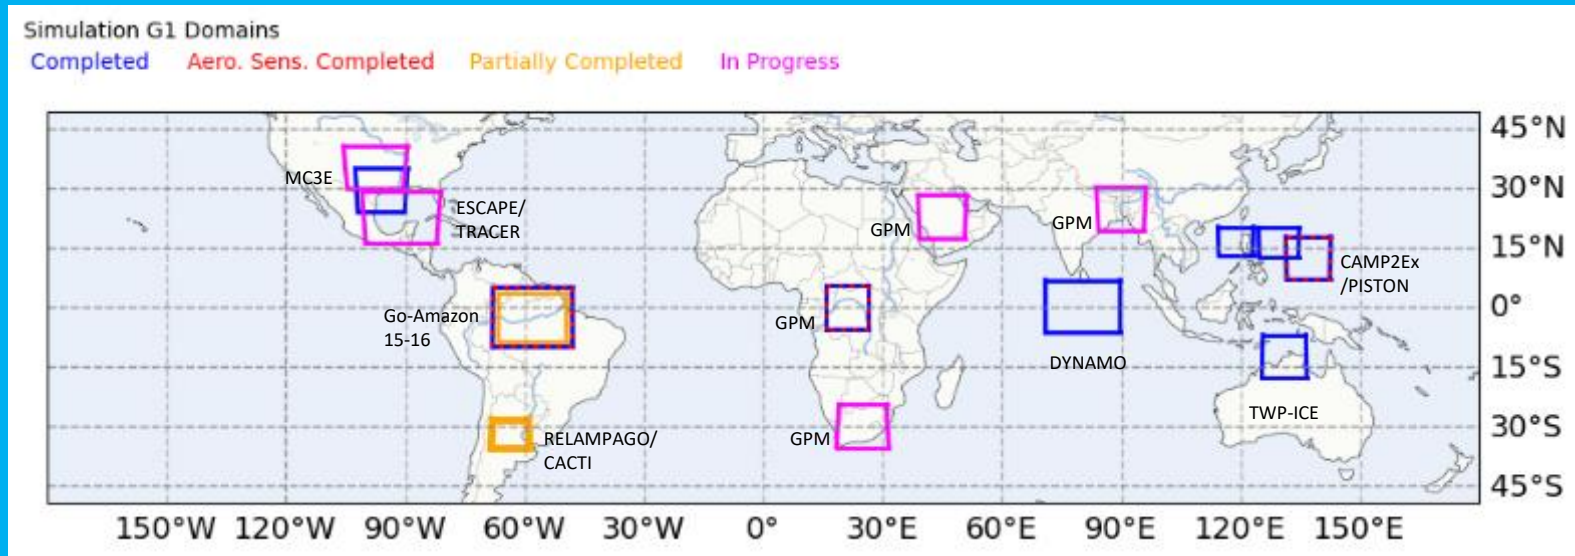 Simulation G1 Domains
Completed Aero. Sens. Completed Partially Completed In Progress
45°N
MC3E
30°N
ESCAPE/
TRACER
GPM
GPM
15°N
CAMP2Ex
/PISTON
Go-Amazon
15-16
GPM
0°
DYNAMO
15°S
TWP-ICE
RELAMPAGO/
CACTI
GPM
30°S
45°S
150°W 120°W 90°W 60°W 30°W 0° 30°E 60°E 90°E 120°E 150°E